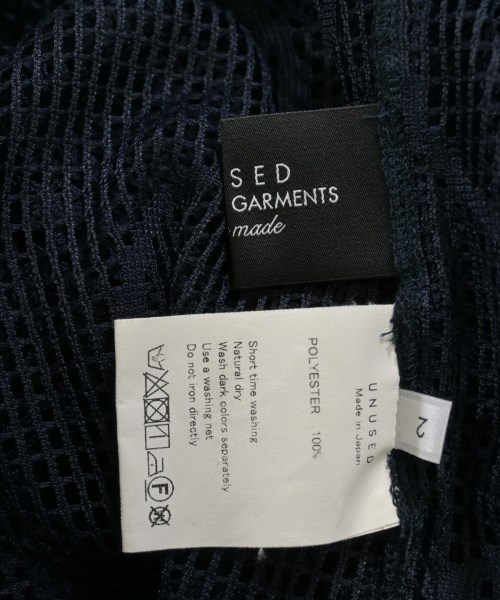 SED
GARMENTS
made
UNUSED
Made in Japan
POLYESTER 100%
Short time washing
Natural dry
Wash dark colors separately
Use a washing net
Do not iron directly
F
2